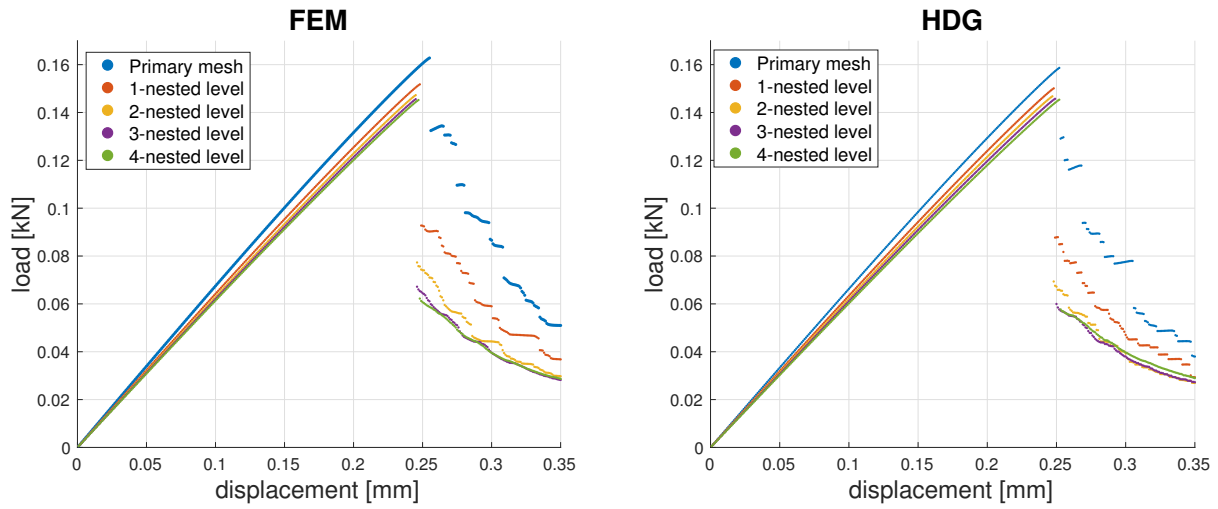 FEM
Primary mesh
1-nested level
2-nested level
3-nested level
4-nested level
0.16
0.14
0.12
0.1
0.08
0.06
0.04
0.02
0
load [kN]
0
0.05
0.1
0.15
0.2
0.25
0.3
0.35
displacement [mm]
HDG
Primary mesh
1-nested level
2-nested level
3-nested level
4-nested level
0.16
0.14
0.12
0.1
0.08
0.06
0.04
0.02
0
load [kN]
0
0.05
0.1
0.15
0.2
0.25
0.3
0.35
displacement [mm]